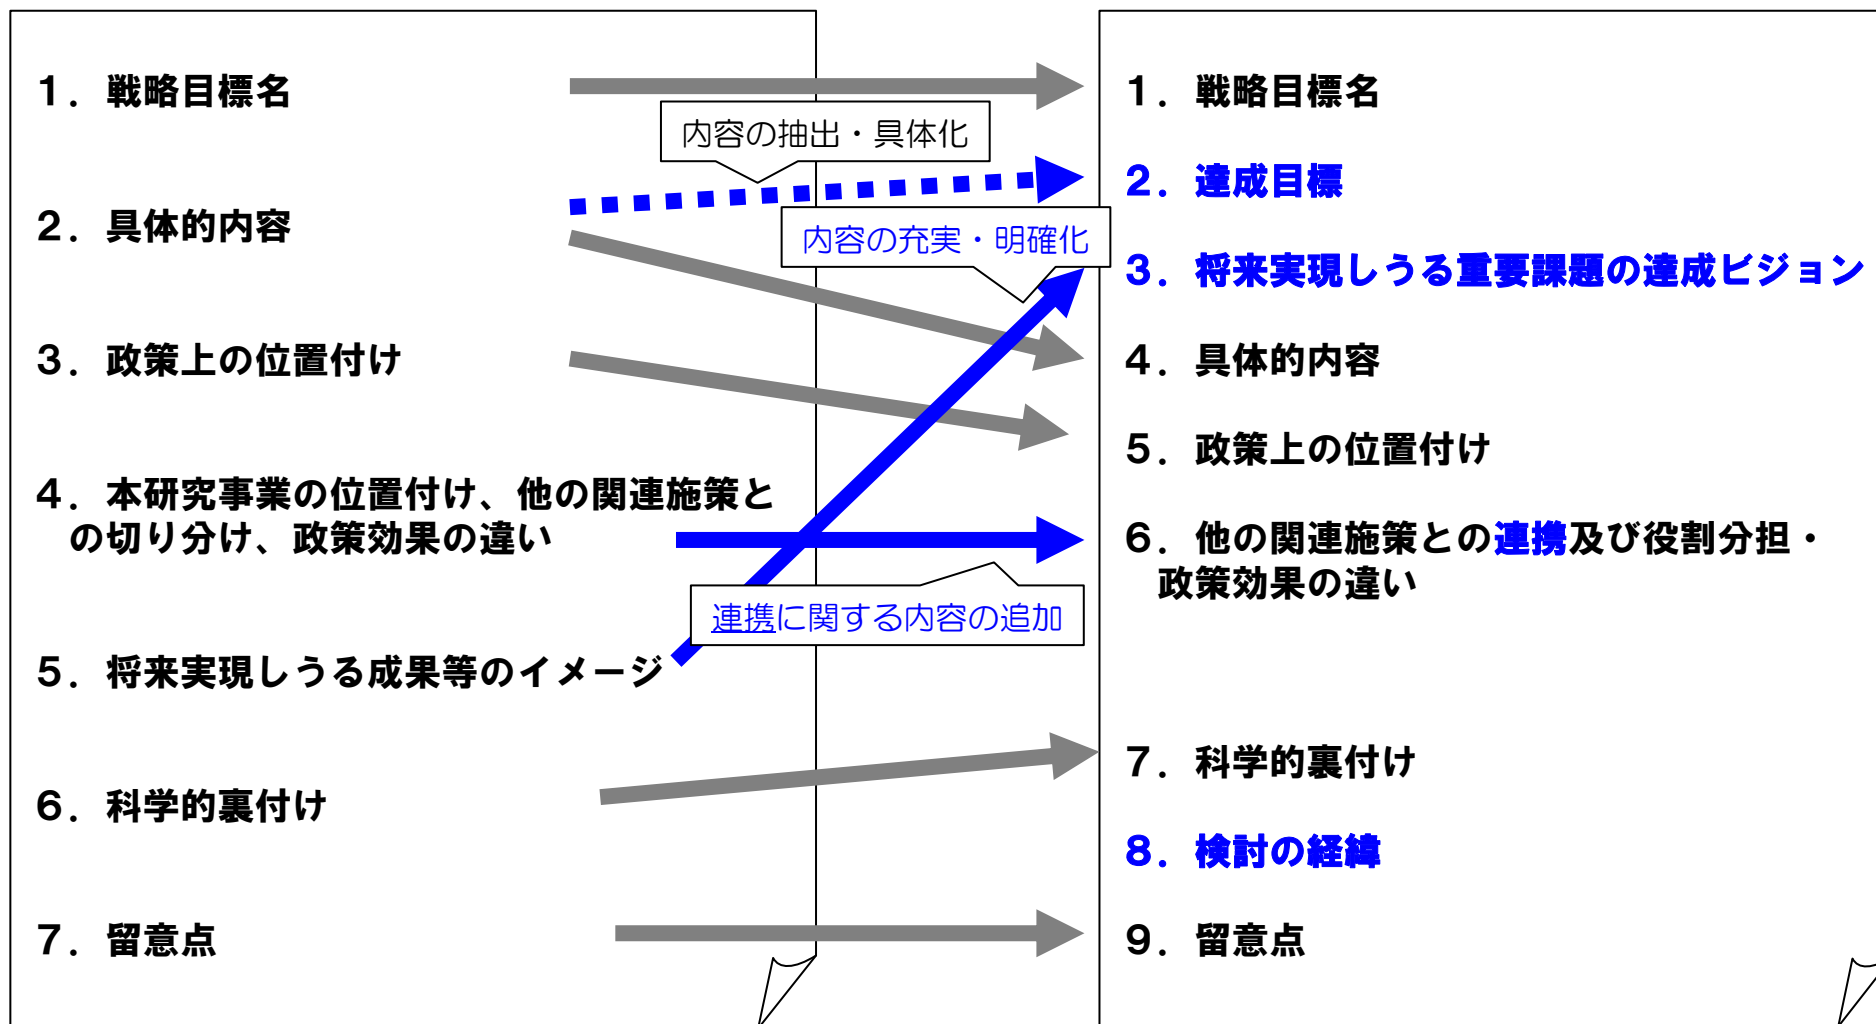 １．戦略目標名
２．具体的内容
３．政策上の位置付け
４．本研究事業の位置付け、他の関連施策と
の切り分け、政策効果の違い
５．将来実現しうる成果等のイメージ
６．科学的裏付け
７．留意点
内容の抽出・具体化
内容の充実・明確化
連携に関する内容の追加
１．戦略目標名
２．達成目標
３．将来実現しうる重要課題の達成ビジョン
４．具体的内容
５．政策上の位置付け
６．他の関連施策との連携及び役割分担・
政策効果の違い
７．科学的裏付け
８．検討の経緯
９．留意点